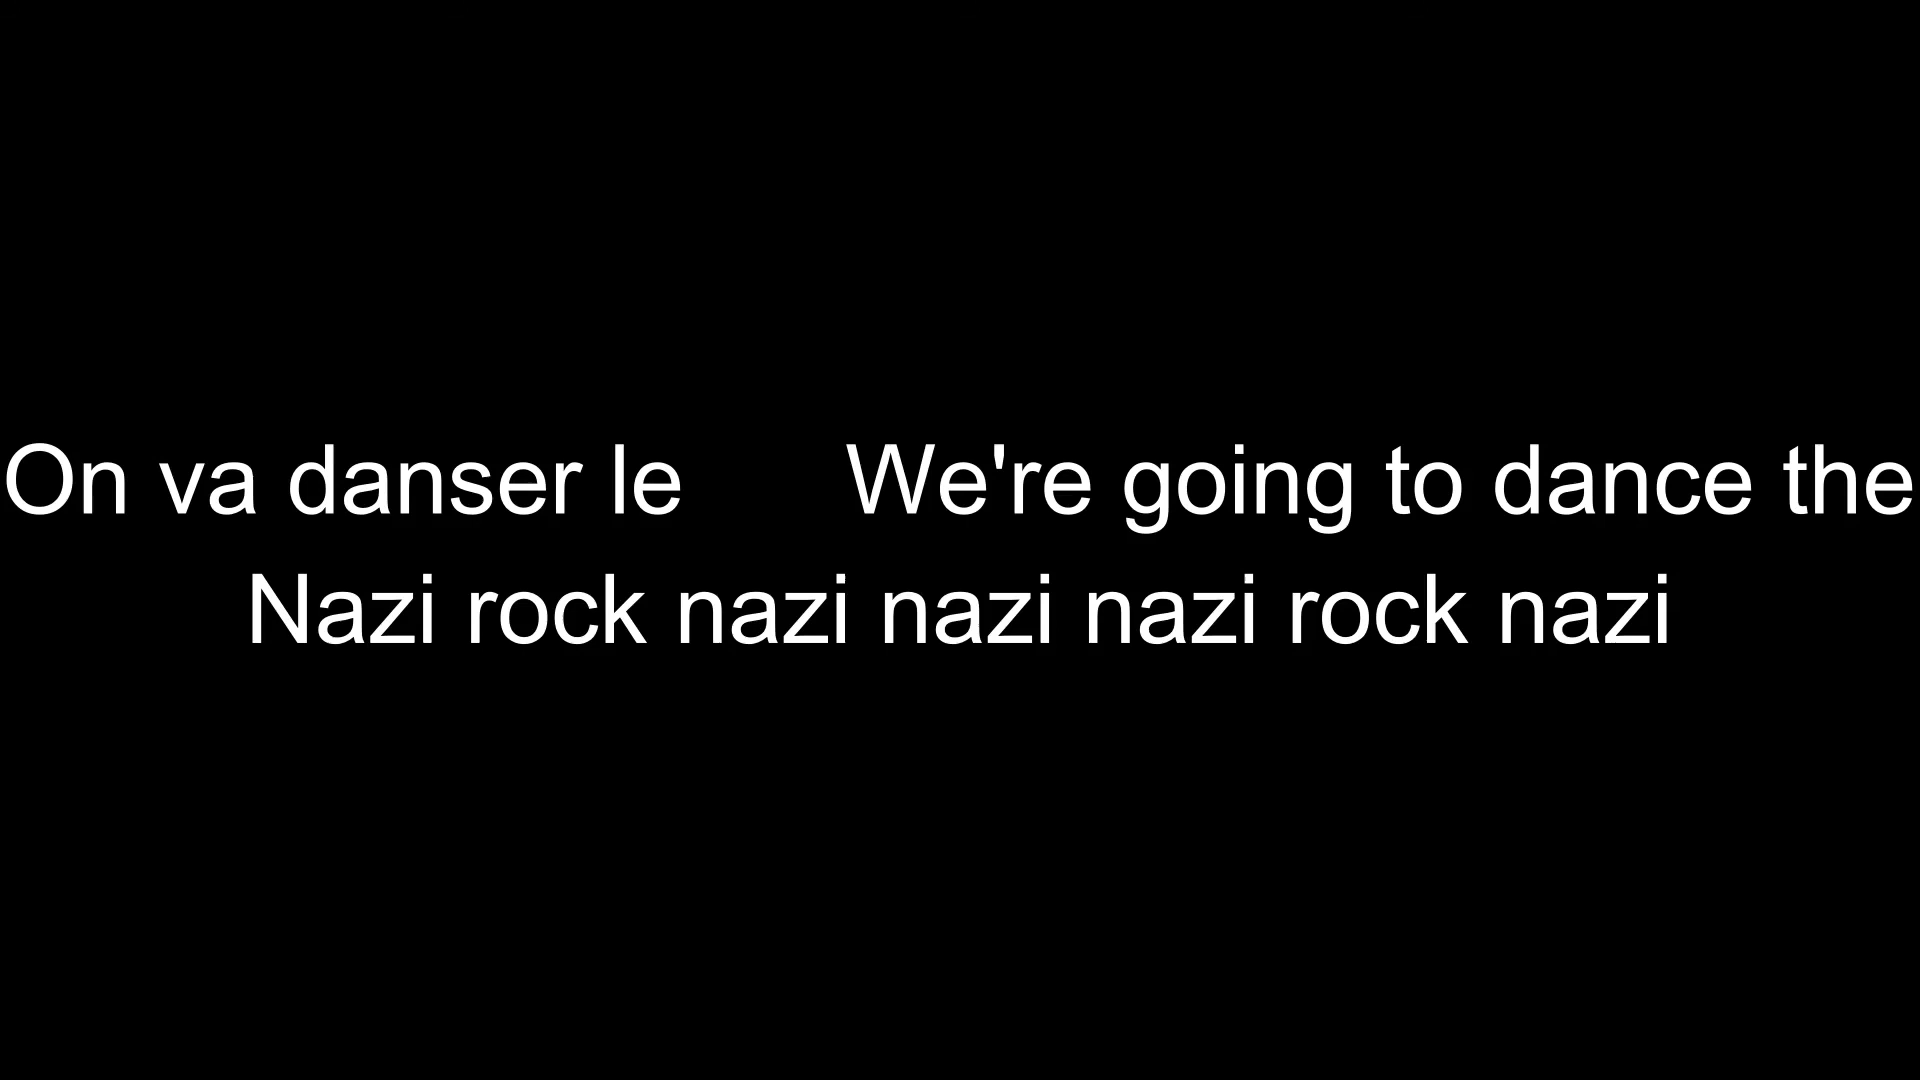 On va danser le We're going to dance the
Nazi rock nazi nazi nazi rock nazi